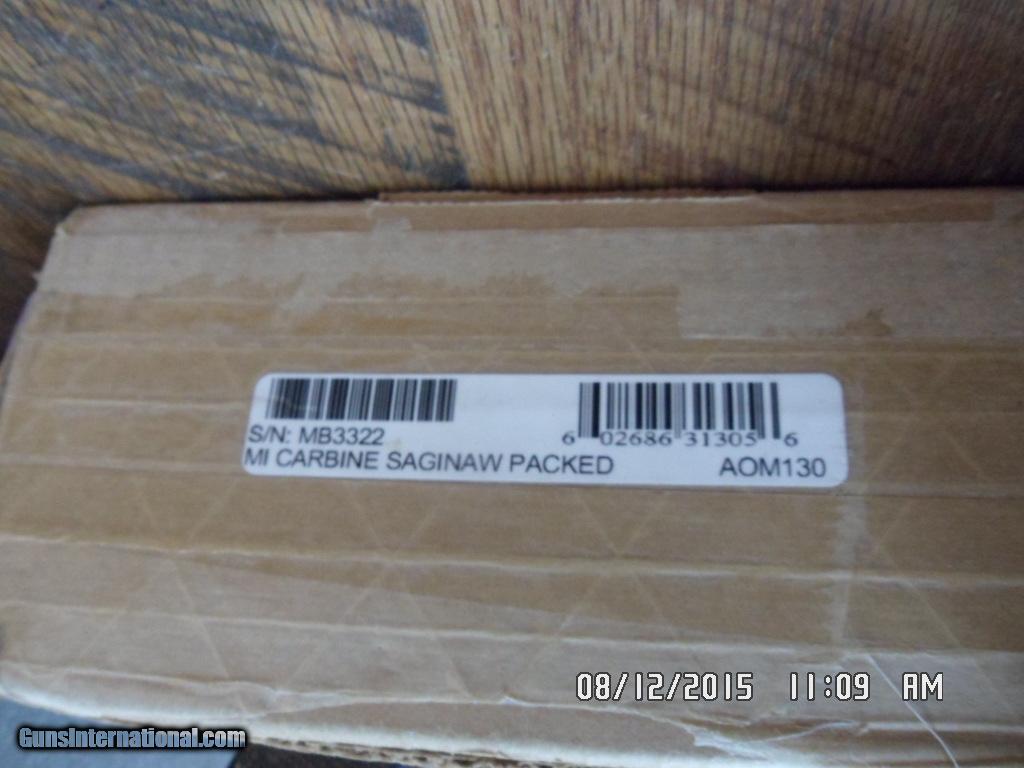 S/N: MB3322
6 02686 31305 6
MI CARBINE SAGINAW PACKED
AOM130
08/12/2015 11:09 AM
GunsInternational.com